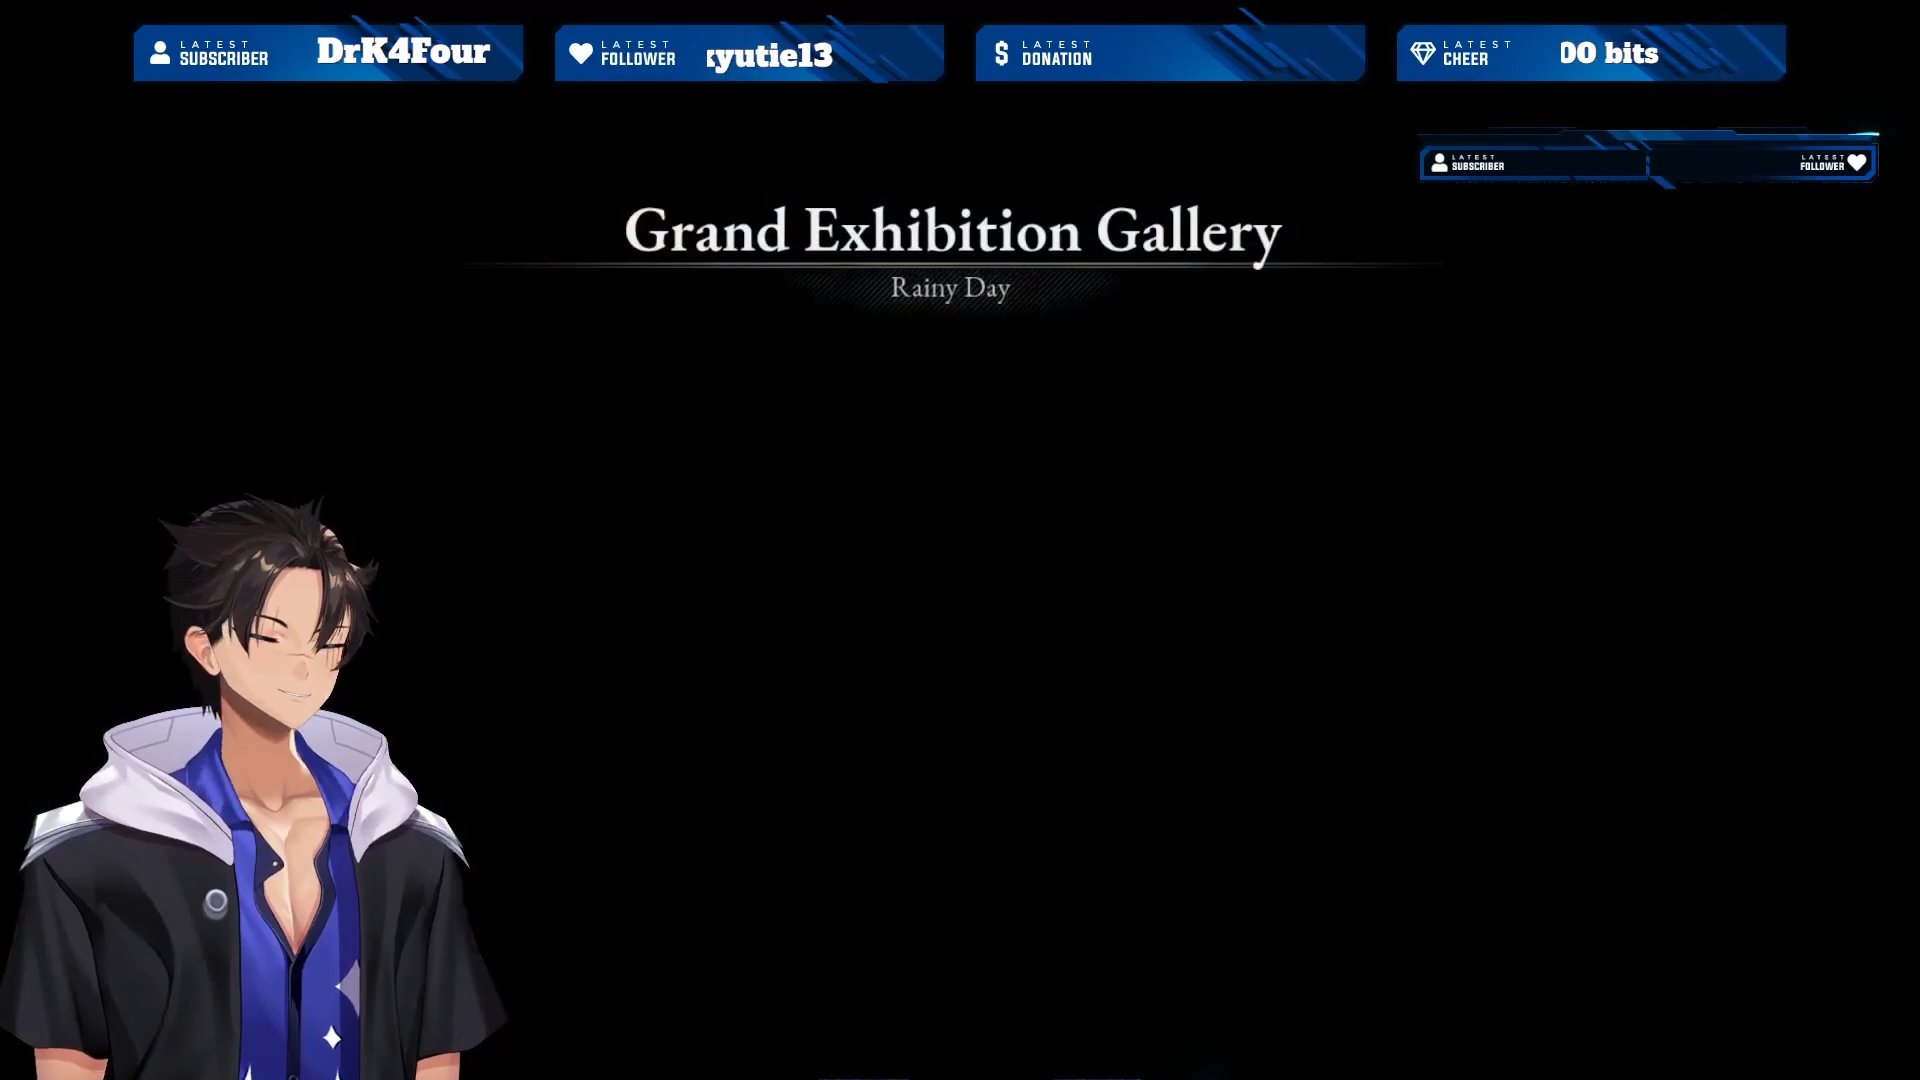 LATEST
SUBSCRIBER
DrK4Four
LATEST
FOLLOWER
yutie13
LATEST
DONATION
LATEST
CHEER
00 bits
LATEST
SUBSCRIBER
LATEST
FOLLOWER
Grand Exhibition Gallery
Rainy Day